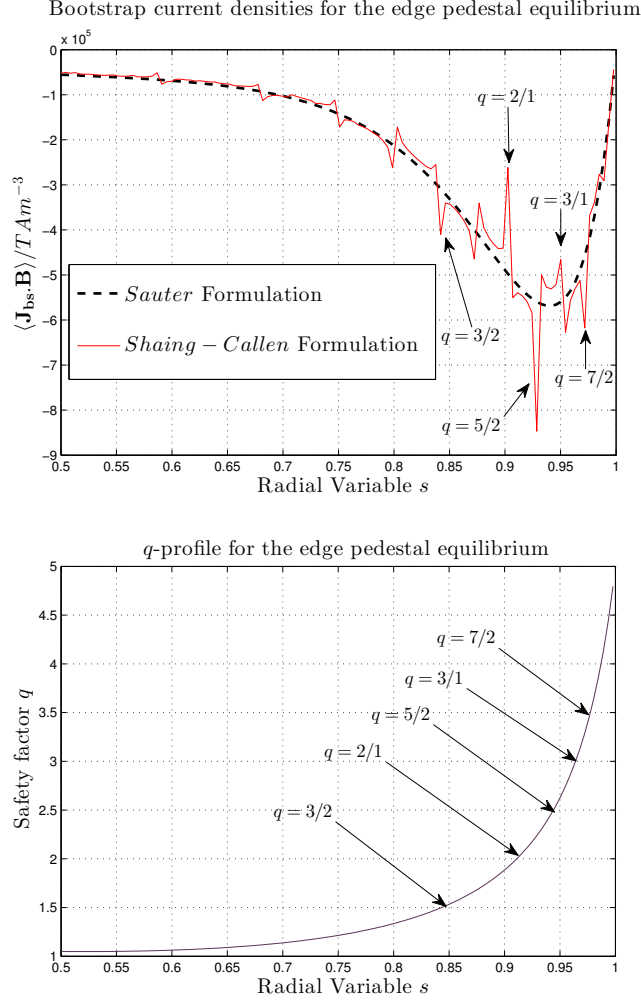 Bootstrap current densities for the edge pedestal equilibrium
x 10^5
0
-1
-2
-3
-4
-5
-6
-7
-8
-9
⟨J_bs·B⟩/TAm^−3
q = 2/1
q = 3/1
Sauter Formulation
Shaing − Callen Formulation
q = 3/2
q = 7/2
q = 5/2
0.5 0.55 0.6 0.65 0.7 0.75 0.8 0.85 0.9 0.95 1
Radial Variable s
q-profile for the edge pedestal equilibrium
5
4.5
4
3.5
3
2.5
2
1.5
1
Safety factor q
q = 7/2
q = 3/1
q = 5/2
q = 2/1
q = 3/2
0.5 0.55 0.6 0.65 0.7 0.75 0.8 0.85 0.9 0.95 1
Radial Variable s